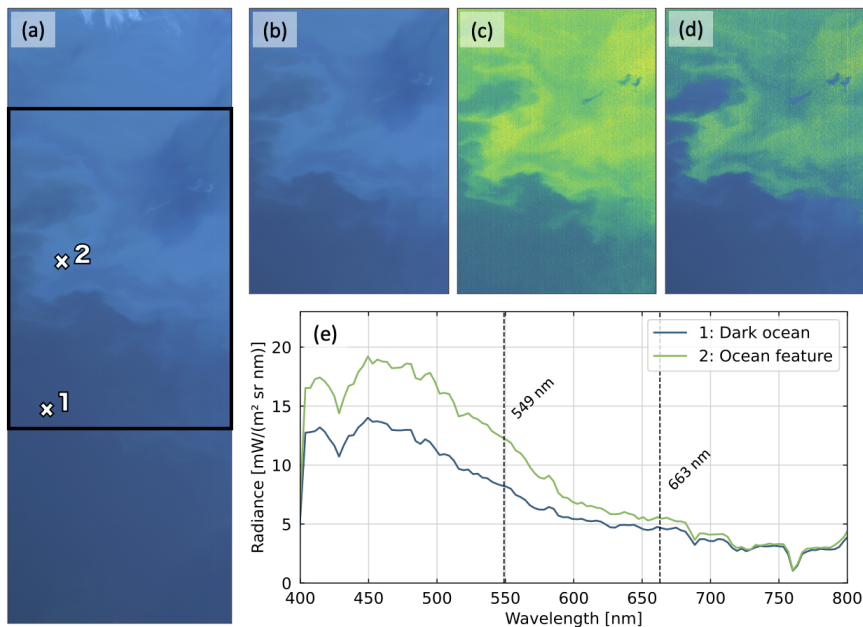 (a)
(b)
(c)
(d)
2
1
(e)
1: Dark ocean
2: Ocean feature
549 nm
663 nm
Radiance [mW/(m² sr nm)]
20
15
10
5
0
400 450 500 550 600 650 700 750 800
Wavelength [nm]